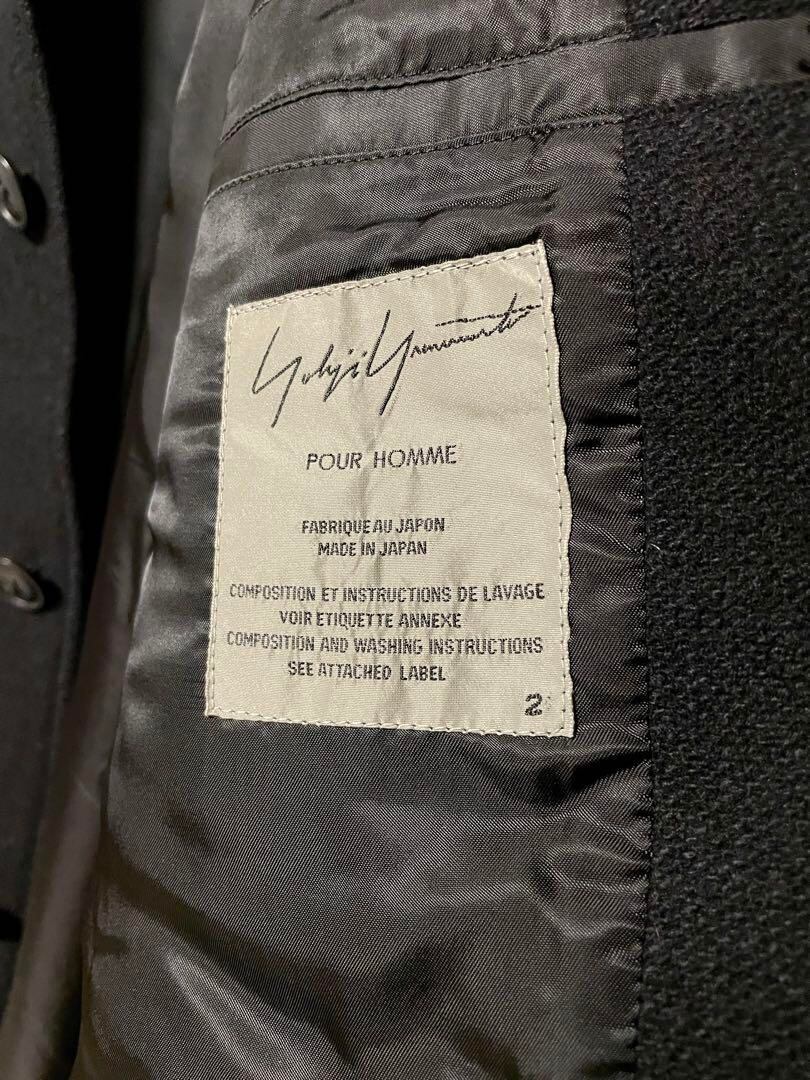 Yohji Yamamoto
POUR HOMME
FABRIQUE AU JAPON
MADE IN JAPAN
COMPOSITION ET INSTRUCTIONS DE LAVAGE
VOIR ETIQUETTE ANNEXE
COMPOSITION AND WASHING INSTRUCTIONS
SEE ATTACHED LABEL
2